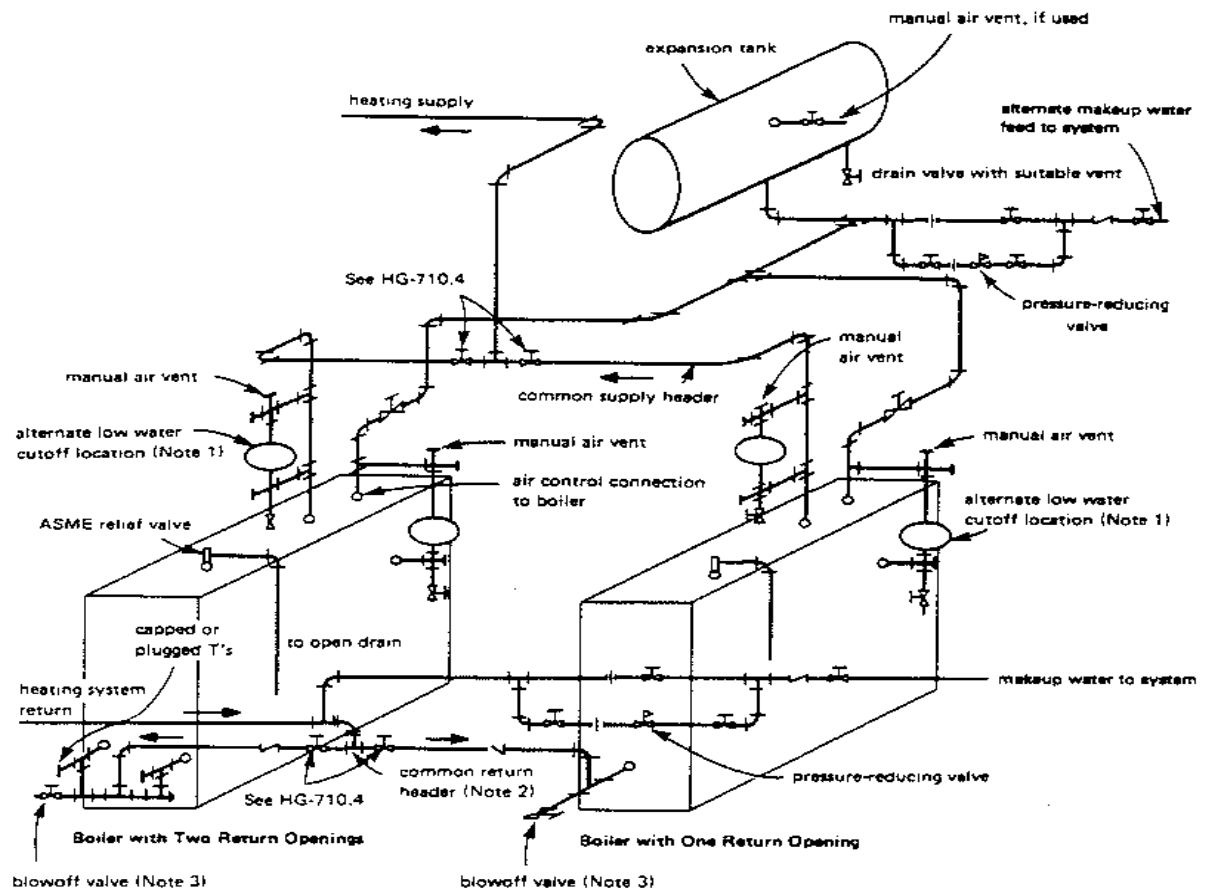 manual air vent, if used
expansion tank
heating supply
alternate makeup water
feed to system
drain valve with suitable vent
See HG-710.4
pressure-reducing
valve
manual
air vent
manual air vent
common supply header
alternate low water
cutoff location (Note 1)
manual air vent
manual air vent
air control connection
to boiler
alternate low water
cutoff location (Note 1)
ASME relief valve
capped or
plugged T's
to open drain
heating system
return
makeup water to system
common return
header (Note 2)
pressure-reducing valve
See HG-710.4
Boiler with Two Return Openings
Boiler with One Return Opening
blowoff valve (Note 3)
blowoff valve (Note 3)